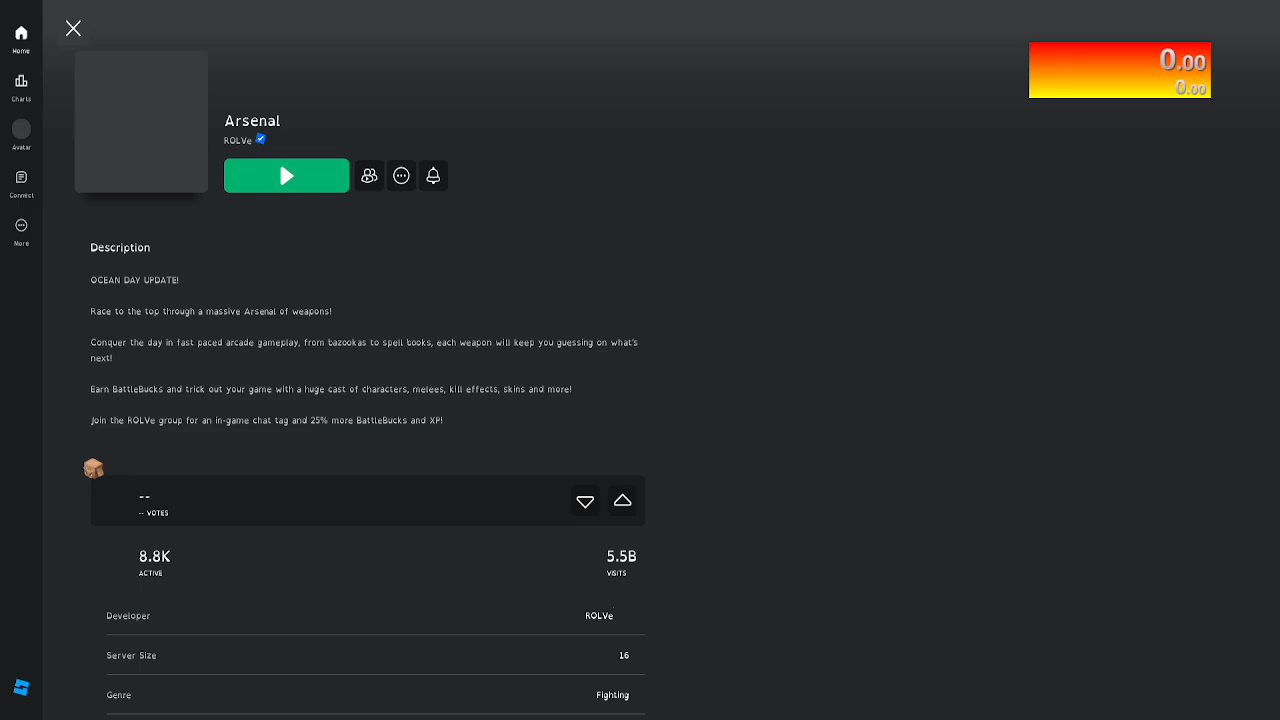 Home
Charts
Avatar
Connect
More
0.00
0.00
Arsenal
ROLVe
Description
OCEAN DAY UPDATE!
Race to the top through a massive Arsenal of weapons!
Conquer the day in fast paced arcade gameplay, from bazookas to spell books, each weapon will keep you guessing on what's
next!
Earn BattleBucks and trick out your game with a huge cast of characters, melees, kill effects, skins and more!
Join the ROLVe group for an in-game chat tag and 25% more BattleBucks and XP!
--
-- VOTES
8.8K
ACTIVE
5.5B
VISITS
Developer ROLVe
Server Size 16
Genre Fighting